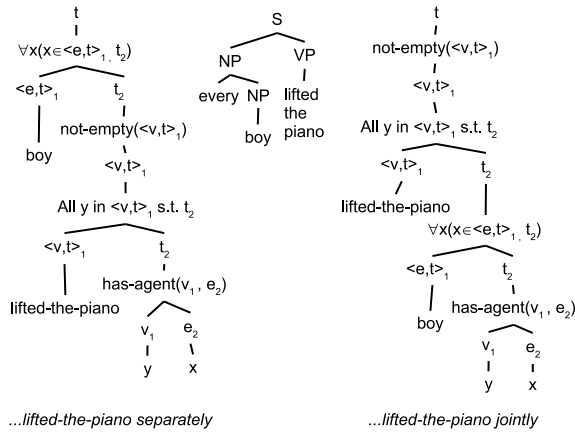 t
∀x(x∈<e,t>₁, t₂)
<e,t>₁ t₂
boy
not-empty(<v,t>₁)
<v,t>₁
All y in <v,t>₁ s.t. t₂
<v,t>₁ t₂
lifted-the-piano
has-agent(v₁ , e₂)
v₁ e₂
y x
...lifted-the-piano separately
S
NP VP
every NP
boy
lifted
the
piano
t
not-empty(<v,t>₁)
<v,t>₁
All y in <v,t>₁ s.t. t₂
<v,t>₁ t₂
lifted-the-piano
∀x(x∈<e,t>₁, t₂)
<e,t>₁ t₂
boy
has-agent(v₁ , e₂)
v₁ e₂
y x
...lifted-the-piano jointly